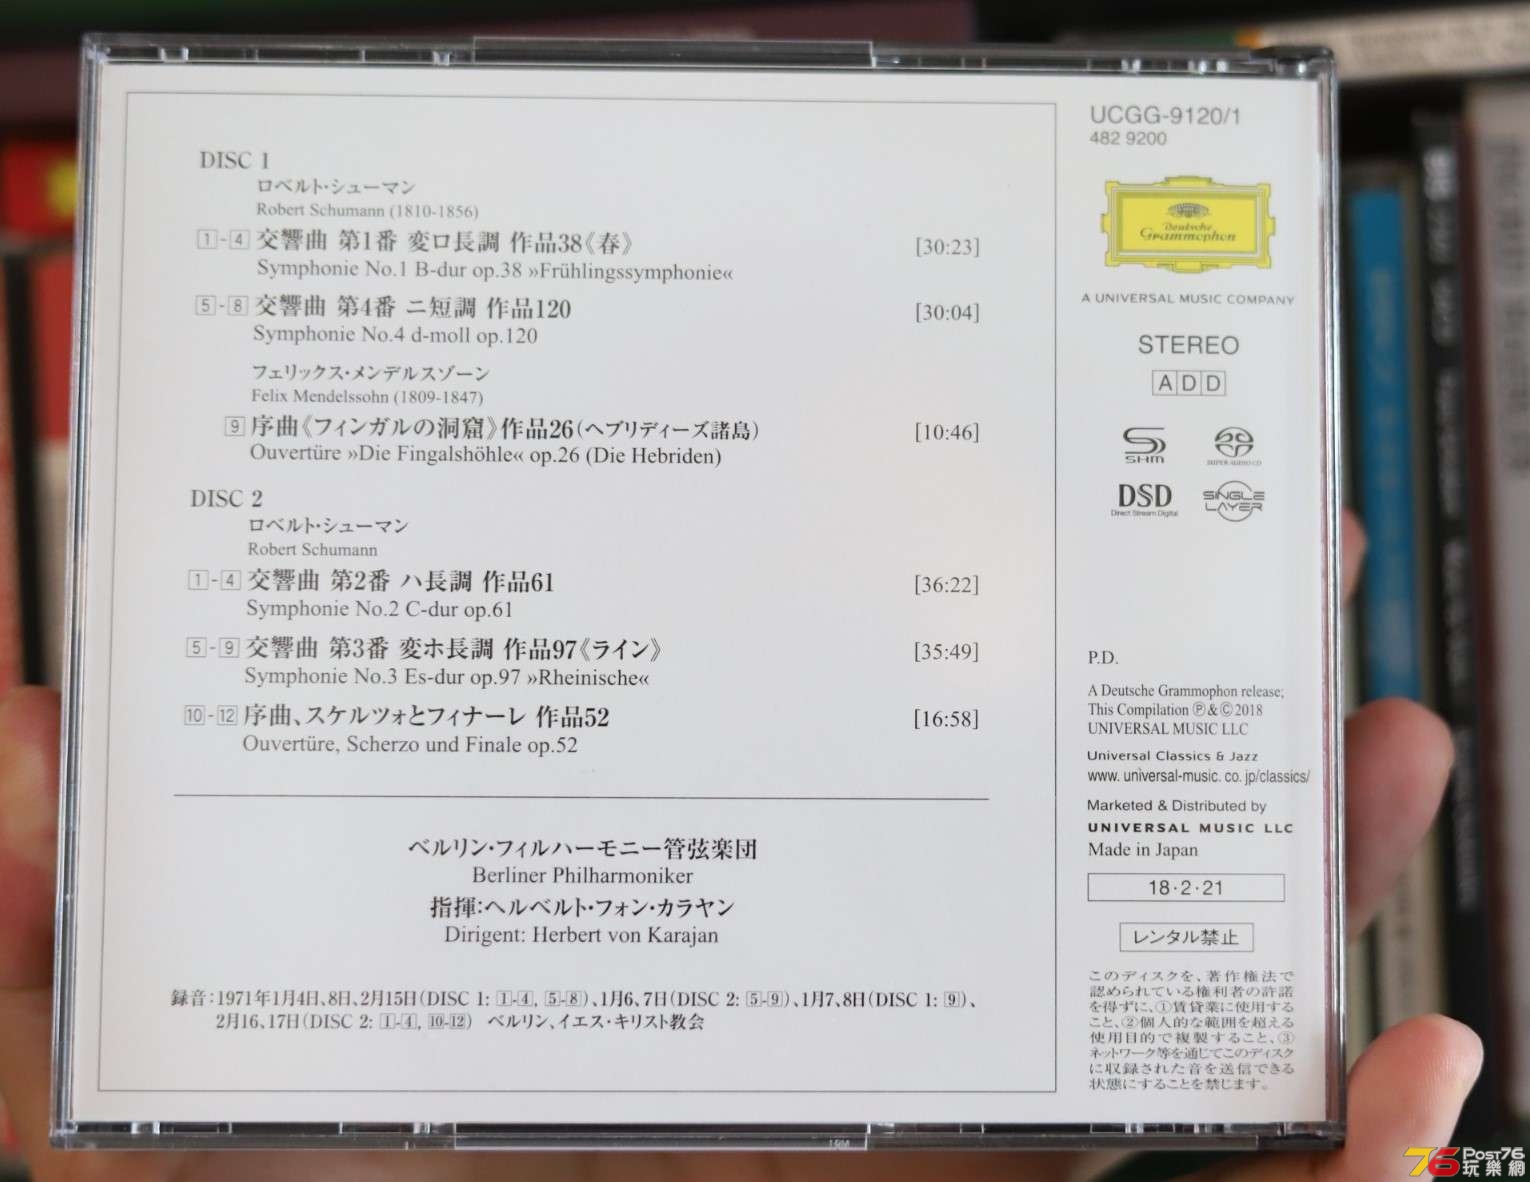 DISC 1
ロベルト・シューマン
Robert Schumann (1810-1856)
1-4 交響曲 第1番 変ロ長調 作品38《春》 [30:23]
Symphonie No.1 B-dur op.38 »Frühlingssymphonie«
5-8 交響曲 第4番 ニ短調 作品120 [30:04]
Symphonie No.4 d-moll op.120
フェリックス・メンデルスゾーン
Felix Mendelssohn (1809-1847)
9 序曲《フィンガルの洞窟》作品26(ヘブリディーズ諸島) [10:46]
Ouvertüre »Die Fingalshöhle« op.26 (Die Hebriden)
DISC 2
ロベルト・シューマン
Robert Schumann
1-4 交響曲 第2番 ハ長調 作品61 [36:22]
Symphonie No.2 C-dur op.61
5-9 交響曲 第3番 変ホ長調 作品97《ライン》 [35:49]
Symphonie No.3 Es-dur op.97 »Rheinische«
10-12 序曲、スケルツォとフィナーレ 作品52 [16:58]
Ouvertüre, Scherzo und Finale op.52
ベルリン・フィルハーモニー管弦楽団
Berliner Philharmoniker
指揮:ヘルベルト・フォン・カラヤン
Dirigent: Herbert von Karajan
録音:1971年1月4日、8日、2月15日(DISC 1: 1-4, 5-8)、1月6、7日(DISC 2: 5-9)、1月7、8日(DISC 1: 9)、
2月16、17日(DISC 2: 1-4, 10-12) ベルリン、イエス・キリスト教会
UCGG-9120/1
482 9200
Deutsche
Grammophon
A UNIVERSAL MUSIC COMPANY
STEREO
ADD
SHM
SUPER AUDIO CD
DSD
Direct Stream Digital
SINGLE
LAYER
P.D.
A Deutsche Grammophon release;
This Compilation Ⓟ&Ⓒ 2018
UNIVERSAL MUSIC LLC
Universal Classics & Jazz
www. universal-music. co. jp/classics/
Marketed & Distributed by
UNIVERSAL MUSIC LLC
Made in Japan
18・2・21
レンタル禁止
このディスクを、著作権法で
認められている権利者の許諾
を得ずに、①賃貸業に使用する
こと、②個人的な範囲を超える
使用目的で複製すること、③
ネットワーク等を通じてこのディスク
に収録された音を送信できる
状態にすることを禁じます。
76 Post76
玩樂網